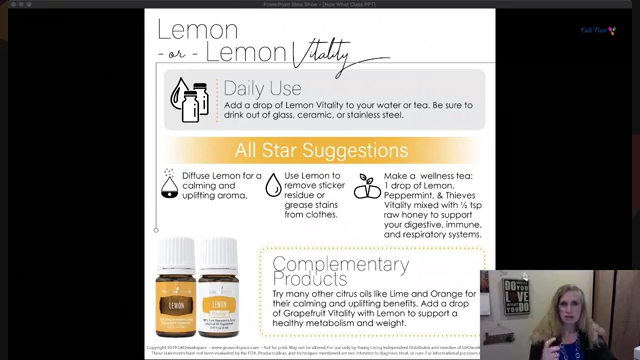 PowerPoint Slide Show - [Now What Class PPT]
Lemon
- or - Lemon Vitality
Daily Use
Add a drop of Lemon Vitality to your water or tea. Be sure to
drink out of glass, ceramic, or stainless steel.
All Star Suggestions
Diffuse Lemon for a
calming and
uplifting aroma.
Use Lemon to
remove sticker
residue or
grease stains
from clothes.
Make a wellness tea:
1 drop of Lemon,
Peppermint, & Thieves
Vitality mixed with ½ tsp
raw honey to support
your digestive, immune,
and respiratory systems.
LEMON
LEMON
Complementary
Products
Try many other citrus oils like Lime and Orange for
their calming and uplifting benefits. Add a drop
of Grapefruit Vitality with Lemon to support a
healthy metabolism and weight.
DO
WHAT
YOU
LOVE